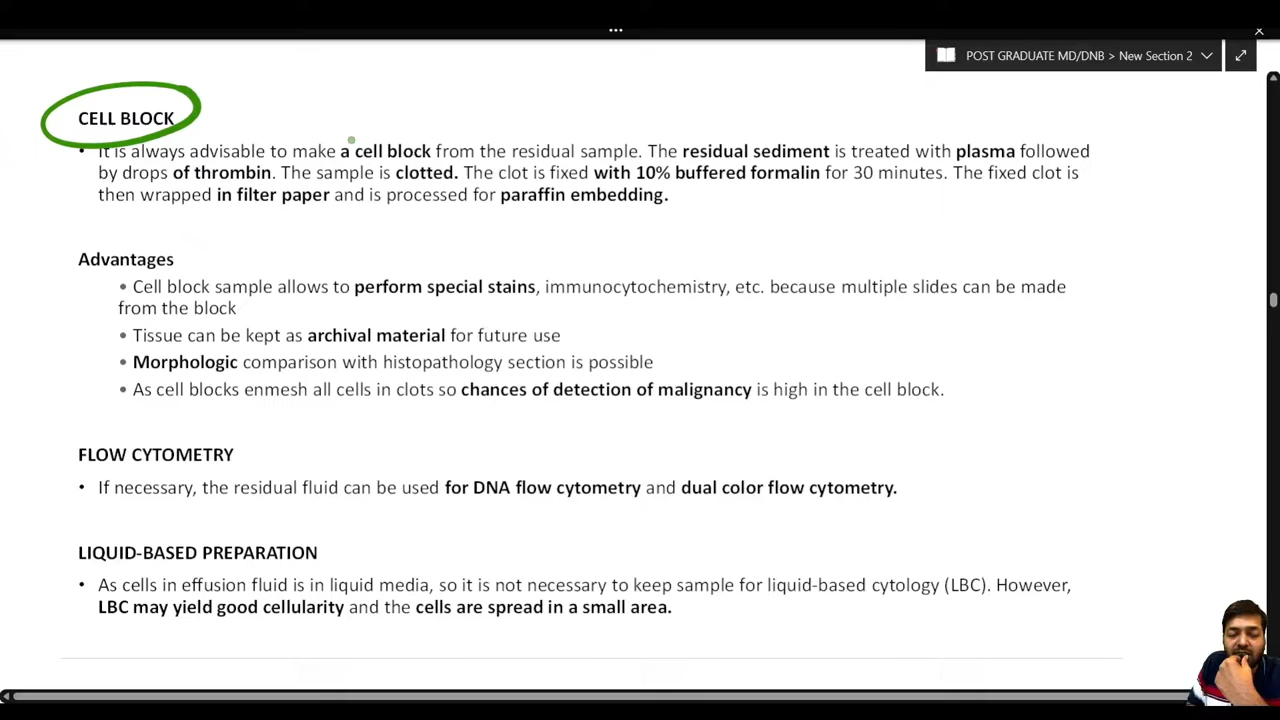 ...
POST GRADUATE MD/DNB > New Section 2
CELL BLOCK
• It is always advisable to make a cell block from the residual sample. The residual sediment is treated with plasma followed
by drops of thrombin. The sample is clotted. The clot is fixed with 10% buffered formalin for 30 minutes. The fixed clot is
then wrapped in filter paper and is processed for paraffin embedding.
Advantages
• Cell block sample allows to perform special stains, immunocytochemistry, etc. because multiple slides can be made
from the block
• Tissue can be kept as archival material for future use
• Morphologic comparison with histopathology section is possible
• As cell blocks enmesh all cells in clots so chances of detection of malignancy is high in the cell block.
FLOW CYTOMETRY
• If necessary, the residual fluid can be used for DNA flow cytometry and dual color flow cytometry.
LIQUID-BASED PREPARATION
• As cells in effusion fluid is in liquid media, so it is not necessary to keep sample for liquid-based cytology (LBC). However,
LBC may yield good cellularity and the cells are spread in a small area.